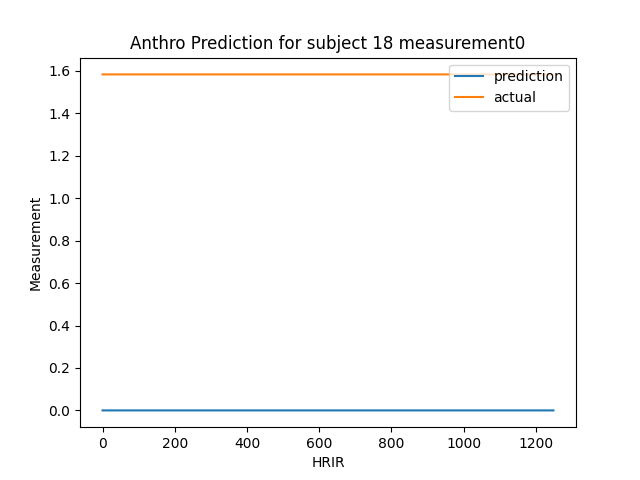 Anthro Prediction for subject 18 measurement0
prediction
actual
Measurement
1.6
1.4
1.2
1.0
0.8
0.6
0.4
0.2
0.0
0 200 400 600 800 1000 1200
HRIR